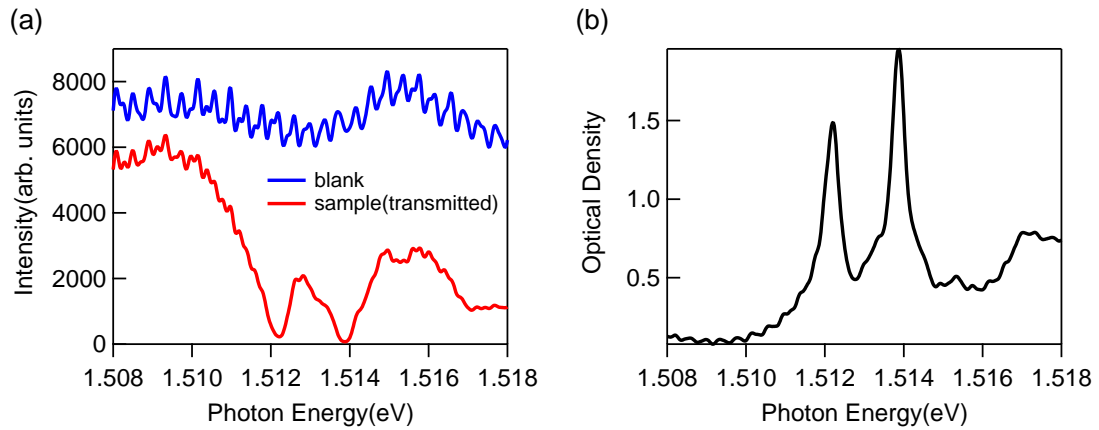 (a)
8000
6000
4000
2000
0
Intensity(arb. units)
blank
sample(transmitted)
1.508 1.510 1.512 1.514 1.516 1.518
Photon Energy(eV)
(b)
1.5
1.0
0.5
Optical Density
1.508 1.510 1.512 1.514 1.516 1.518
Photon Energy(eV)